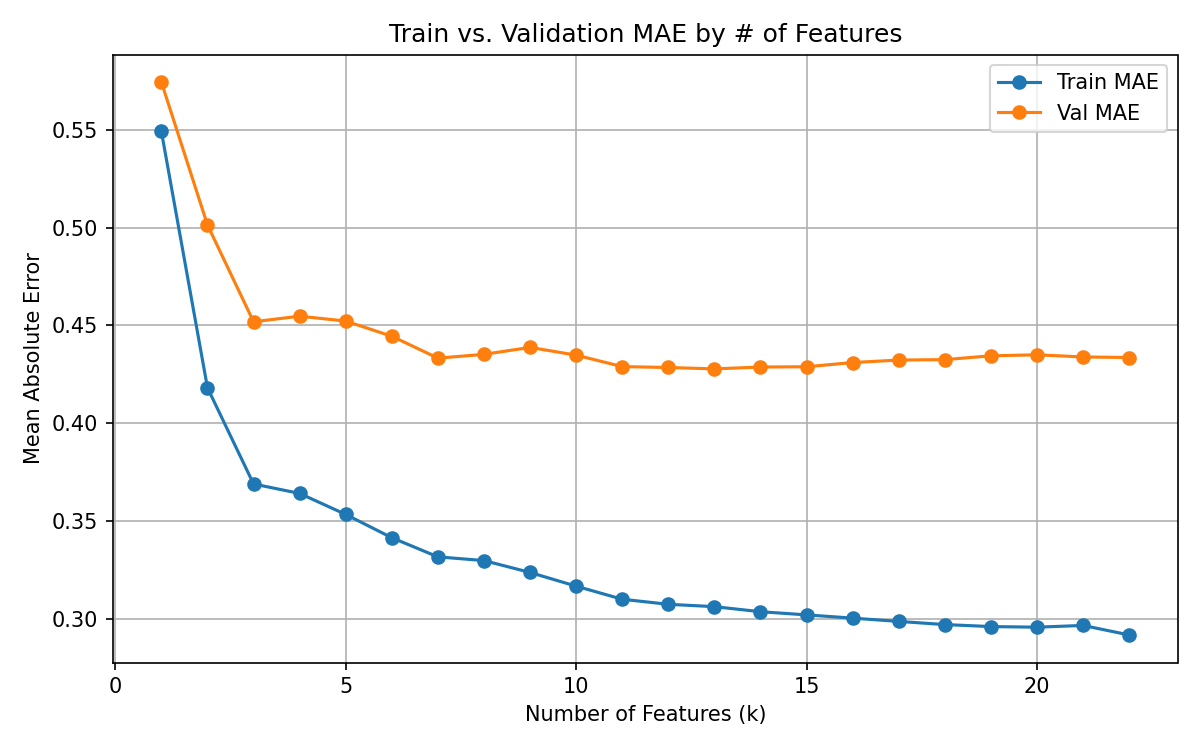 Train vs. Validation MAE by # of Features
Train MAE
Val MAE
Mean Absolute Error
0.55
0.50
0.45
0.40
0.35
0.30
0
5
10
15
20
Number of Features (k)